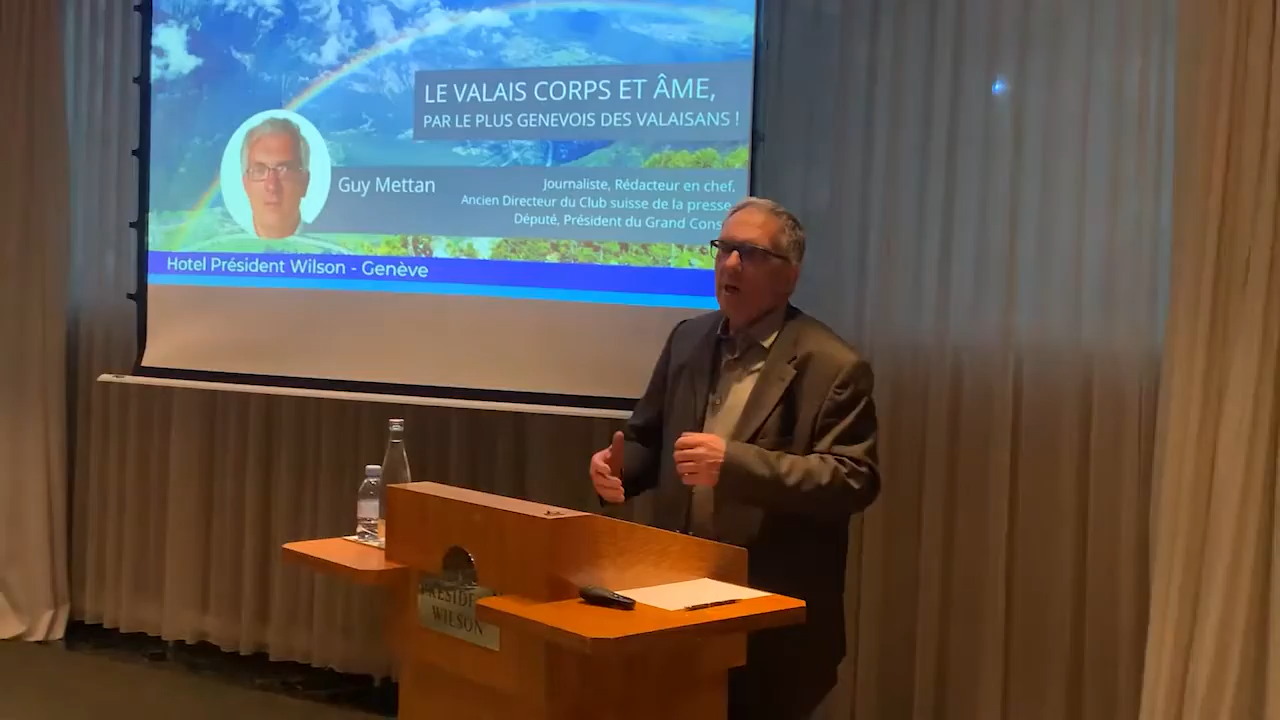 LE VALAIS CORPS ET ÂME,
PAR LE PLUS GENEVOIS DES VALAISANS !
Guy Mettan
Journaliste, Rédacteur en chef.
Ancien Directeur du Club suisse de la presse
Député, Président du Grand Cons
Hotel Président Wilson - Genève
PRESIDE
WILSON